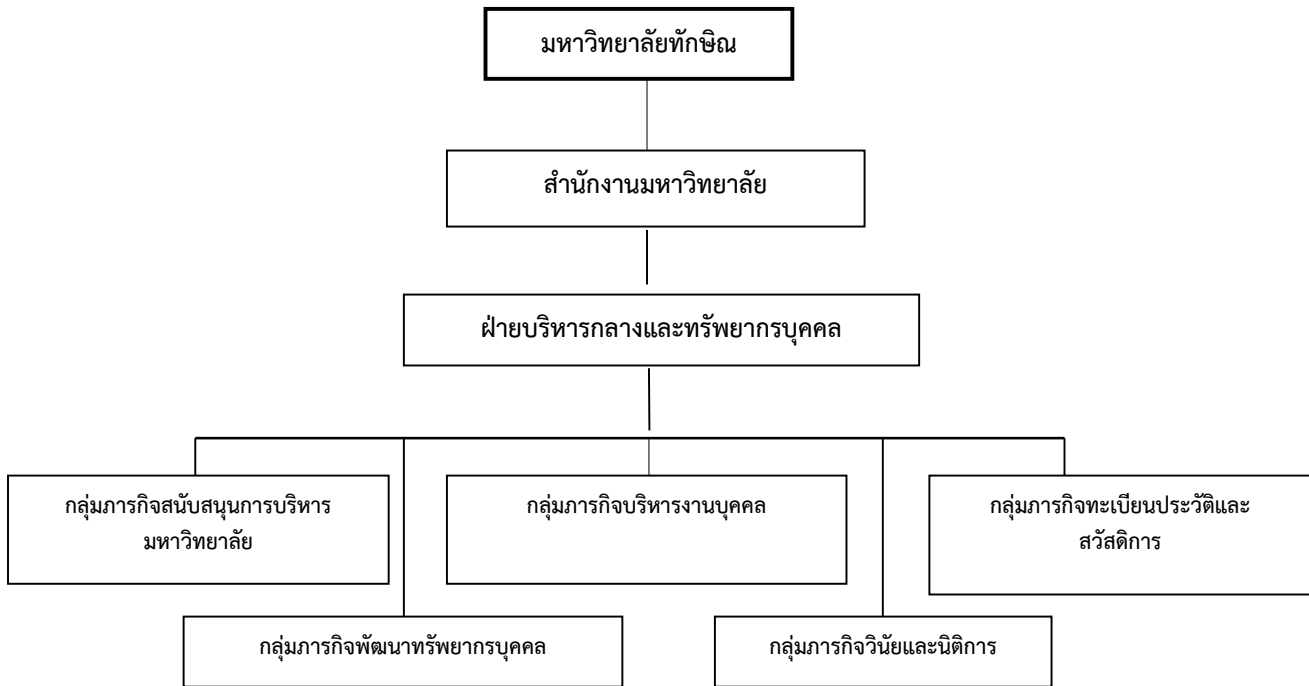 มหาวิทยาลัยทักษิณ
สำนักงานมหาวิทยาลัย
ฝ่ายบริหารกลางและทรัพยากรบุคคล
กลุ่มภารกิจสนับสนุนการบริหาร
มหาวิทยาลัย
กลุ่มภารกิจบริหารงานบุคคล
กลุ่มภารกิจทะเบียนประวัติและ
สวัสดิการ
กลุ่มภารกิจพัฒนาทรัพยากรบุคคล
กลุ่มภารกิจวินัยและนิติการ